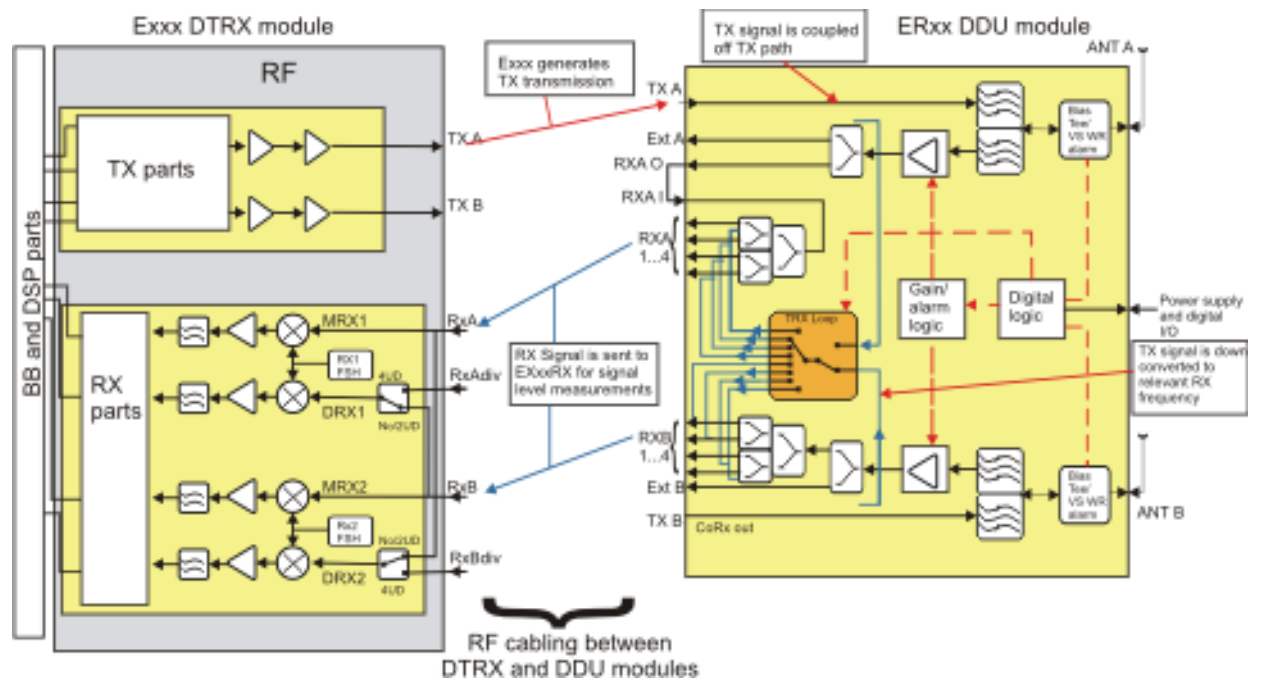 Exxx DTRX module
ERxx DDU module
ANT A
RF
TX signal is coupled
off TX path
Exxx generates
TX transmission
TX A
TX A
TX parts
Ext A
RXA O
RXA I
TX B
Bias
Tee/
VS WR
alarm
BB and DSP parts
RXA
1...4
RX parts
MRX1
RxA
RX1
FSH
4UD
RxAdiv
DRX1
No/2UD
RX Signal is sent to
EXxxRX for signal
level measurements
TRX Loop
Gain/
alarm
logic
Digital
logic
Power supply
and digital
I/O
TX signal is down
converted to
relevant RX
frequency
RXB
1...4
MRX2
RxB
Rx2
FSH
No/2UD
DRX2
4UD
RxBdiv
Ext B
TX B
CoRx out
Bias
Tee/
VS WR
alarm
ANT B
RF cabling between
DTRX and DDU modules